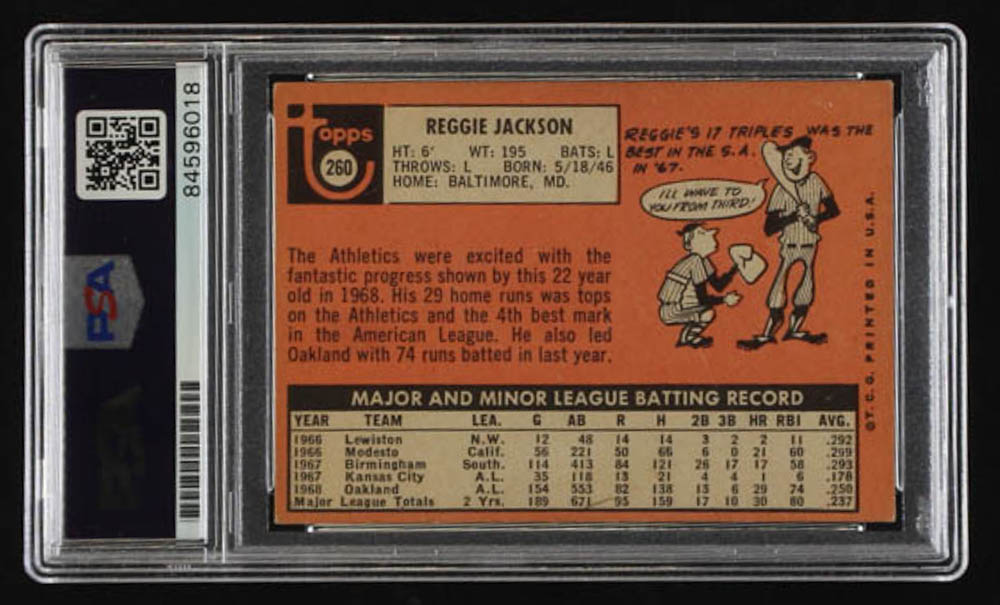 84596018
PSA
topps
260
REGGIE JACKSON
HT: 6' WT: 195 BATS: L
THROWS: L BORN: 5/18/46
HOME: BALTIMORE, MD.
REGGIE'S 17 TRIPLES WAS THE
BEST IN THE S.A.
IN '67.
I'LL WAVE TO
YOU FROM THIRD!
The Athletics were excited with the
fantastic progress shown by this 22 year
old in 1968. His 29 home runs was tops
on the Athletics and the 4th best mark
in the American League. He also led
Oakland with 74 runs batted in last year.
©T.C.G. PRINTED IN U.S.A.
MAJOR AND MINOR LEAGUE BATTING RECORD
YEAR TEAM LEA. G AB R H 2B 3B HR RBI AVG.
1966 Lewiston N.W. 12 48 14 14 3 2 2 11 .292
1966 Modesto Calif. 56 221 50 66 6 0 21 60 .299
1967 Birmingham South. 114 413 84 121 26 17 17 58 .293
1967 Kansas City A.L. 35 118 13 21 4 4 1 6 .178
1968 Oakland A.L. 154 553 82 138 13 6 29 74 .250
Major League Totals 2 Yrs. 189 671 95 159 17 10 30 80 .237